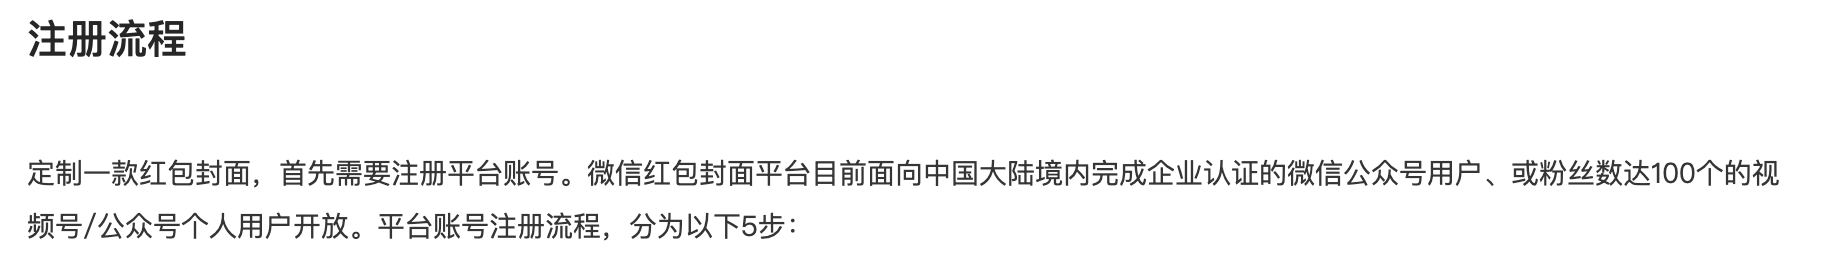 注册流程
定制一款红包封面，首先需要注册平台账号。微信红包封面平台目前面向中国大陆境内完成企业认证的微信公众号用户、或粉丝数达100个的视
频号/公众号个人用户开放。平台账号注册流程，分为以下5步：